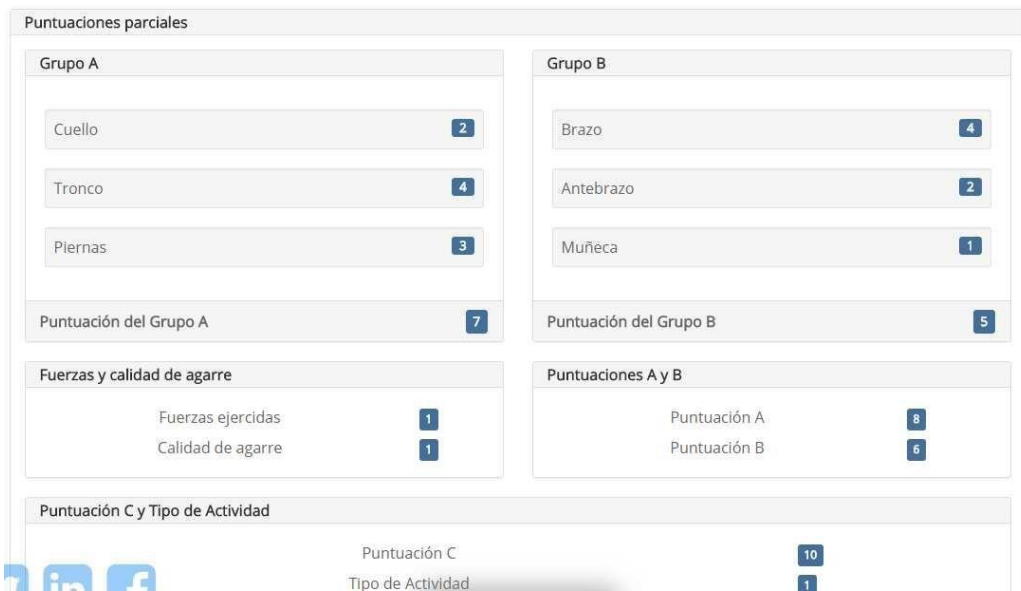 Puntuaciones parciales
Grupo A
Cuello 2
Tronco 4
Piernas 3
Puntuación del Grupo A 7
Grupo B
Brazo 4
Antebrazo 2
Muñeca 1
Puntuación del Grupo B 5
Fuerzas y calidad de agarre
Fuerzas ejercidas 1
Calidad de agarre 1
Puntuaciones A y B
Puntuación A 8
Puntuación B 6
Puntuación C y Tipo de Actividad
Puntuación C 10
Tipo de Actividad 1
in f